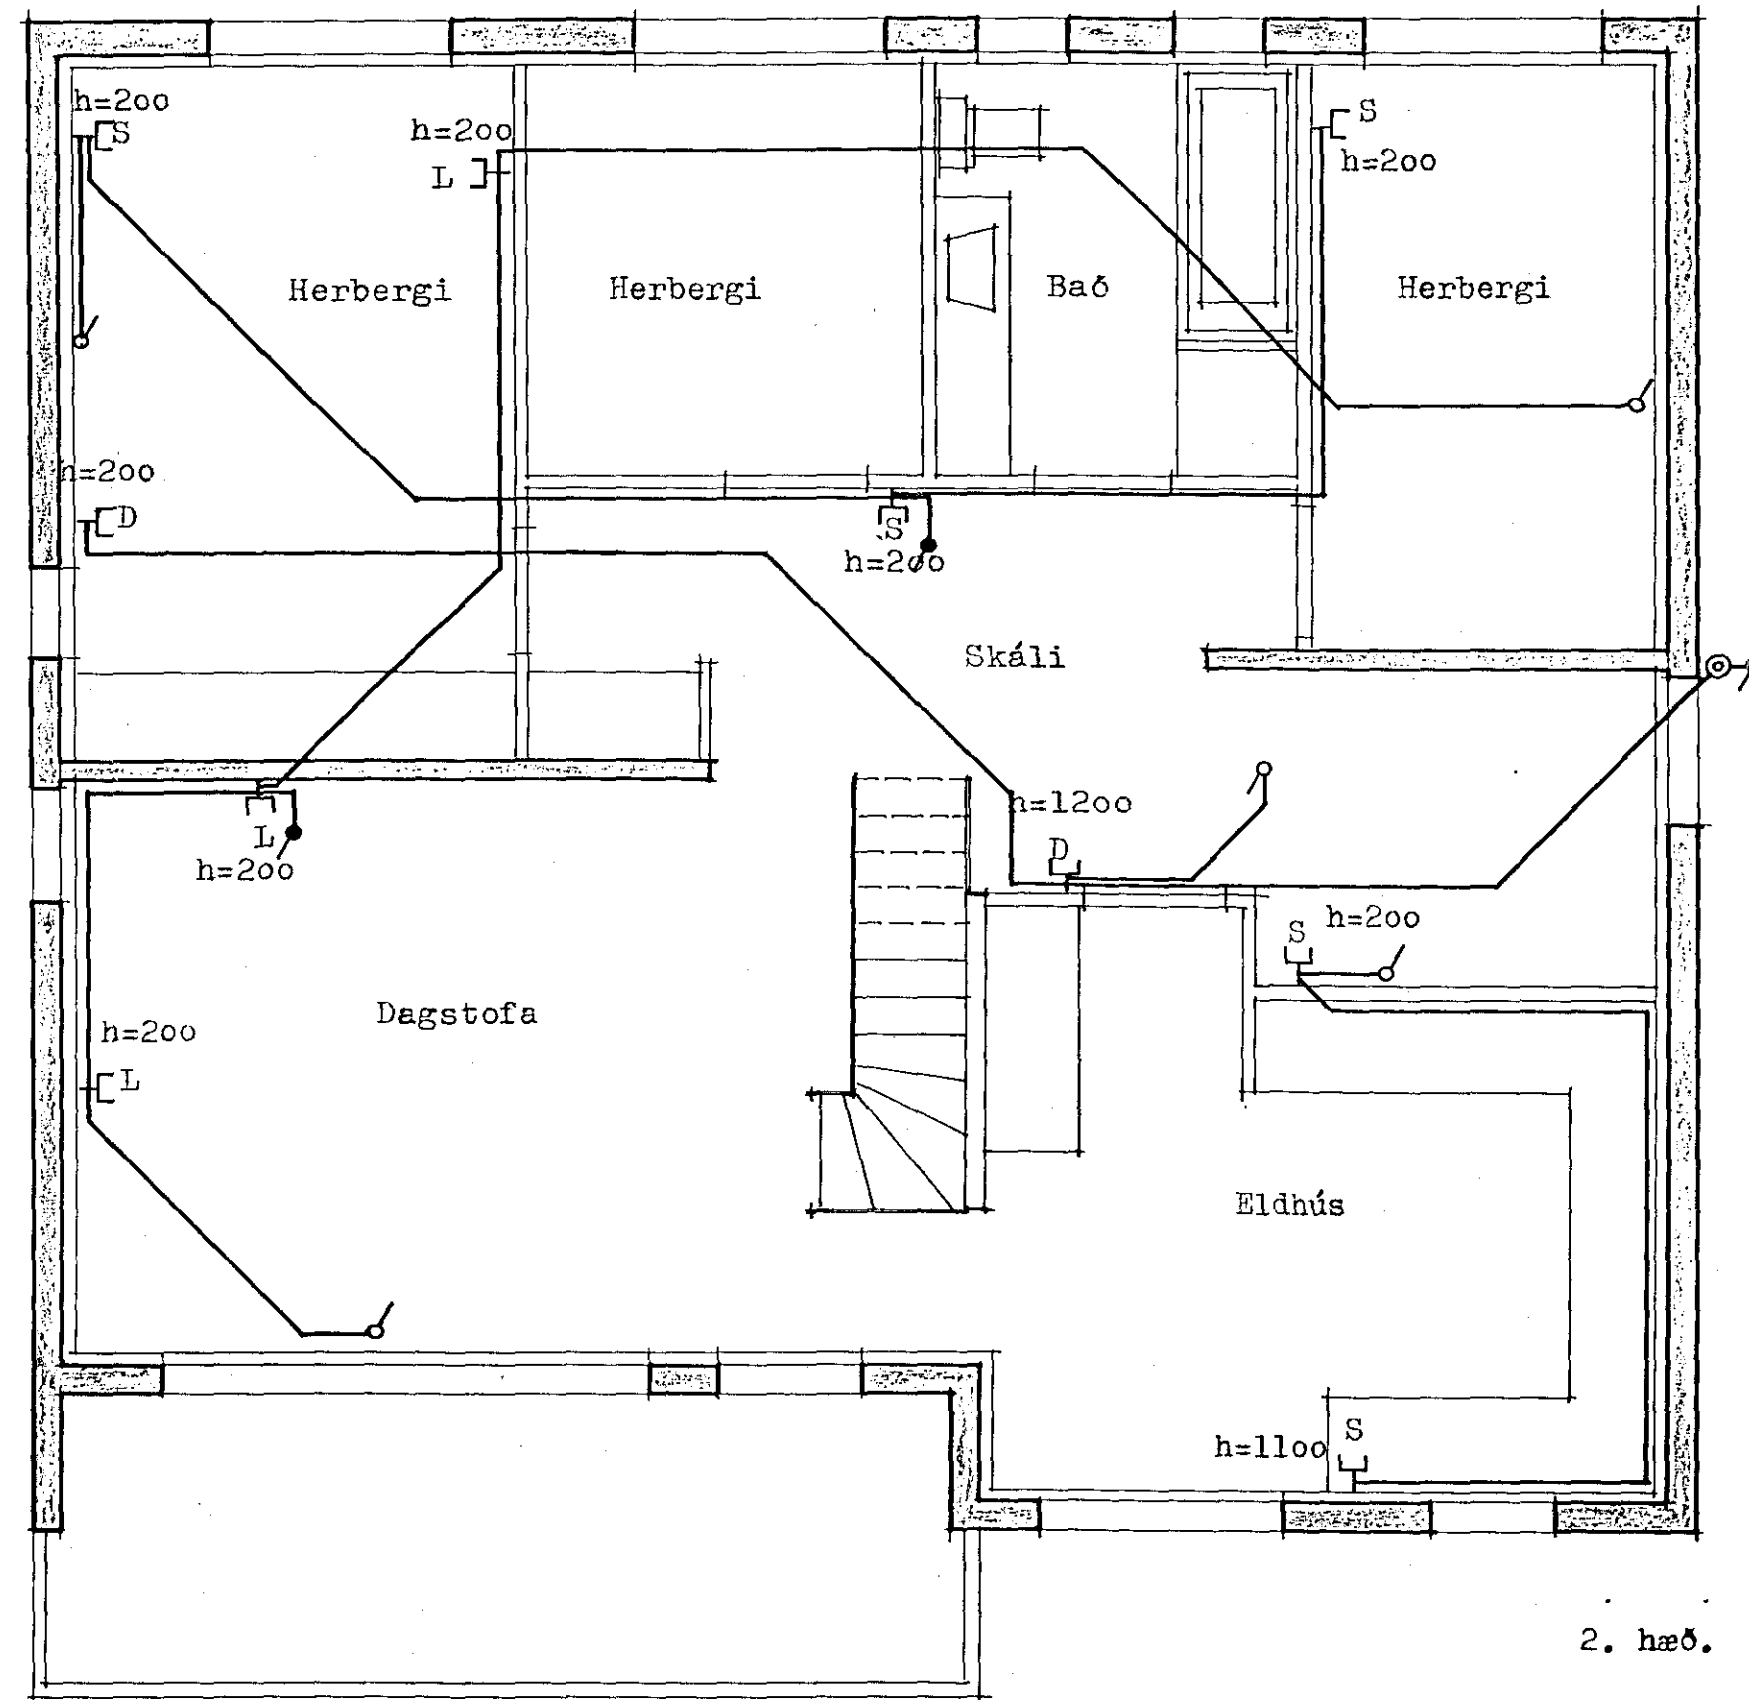 h=2oo
S
h=2oo
L
S
h=2oo
Herbergi
Herbergi
Bað
Herbergi
h=2oo
D
S
h=2oo
Skáli
h=12oo
D
L
h=2oo
h=2oo
S
Dagstofa
h=2oo
L
Eldhús
h=11oo
S
2. hæð.